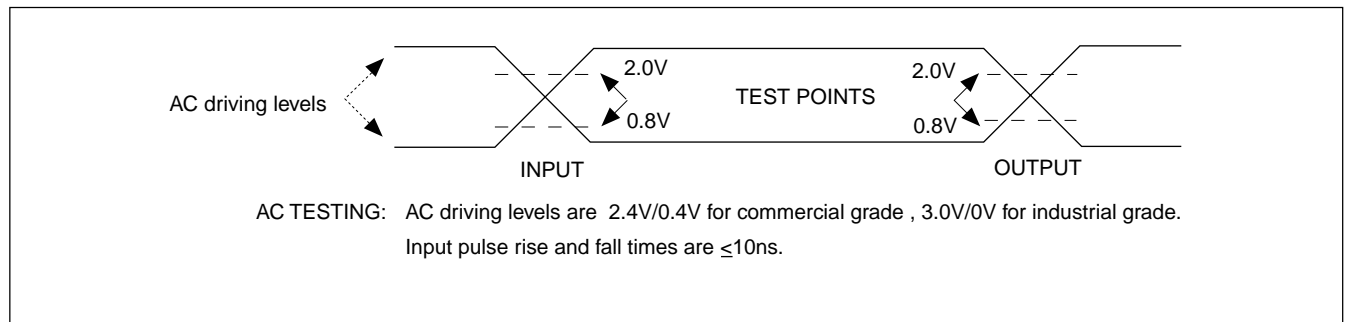 2.0V
2.0V
AC driving levels
TEST POINTS
0.8V
0.8V
INPUT
OUTPUT
AC TESTING: AC driving levels are 2.4V/0.4V for commercial grade , 3.0V/0V for industrial grade.
Input pulse rise and fall times are ≤10ns.